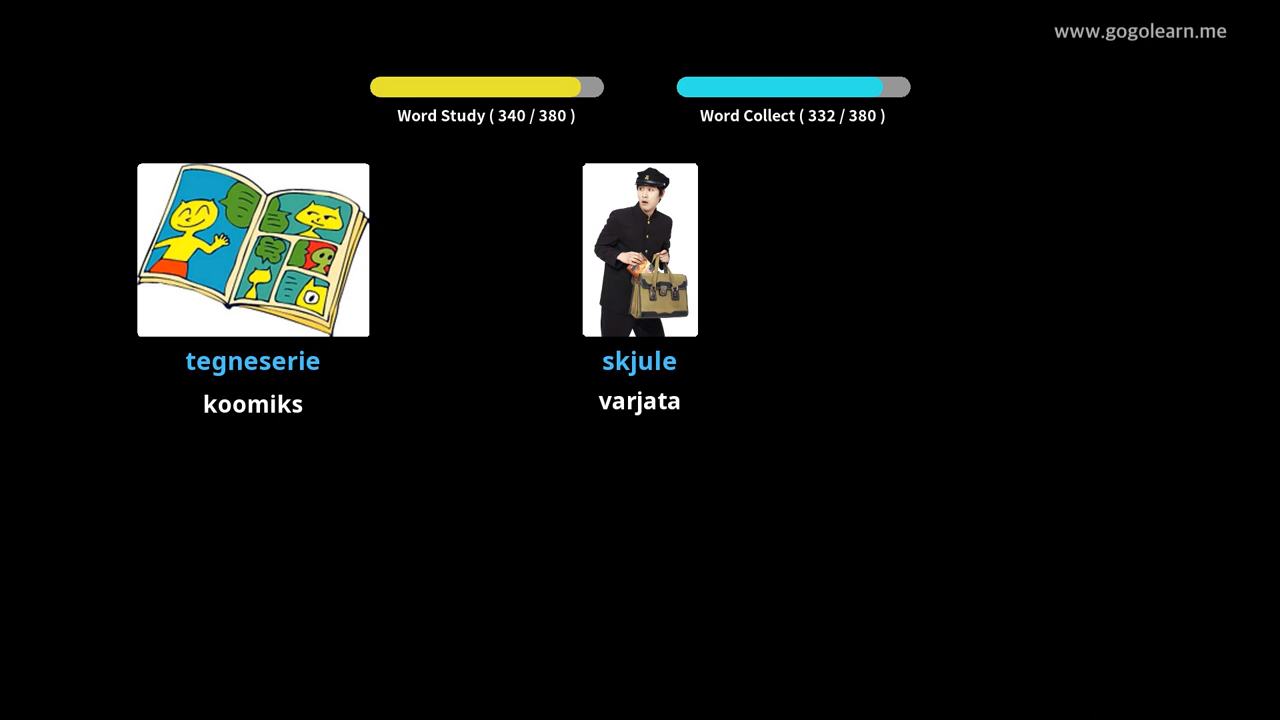 www.gogolearn.me
Word Study ( 340 / 380 )
Word Collect ( 332 / 380 )
tegneserie
koomiks
skjule
varjata